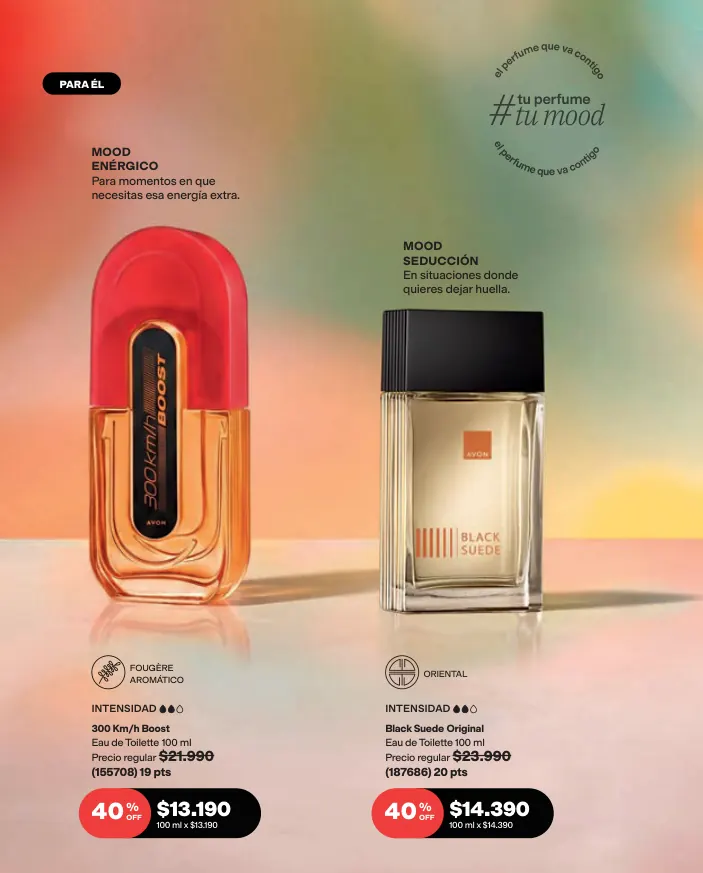 PARA ÉL
el perfume que va contigo
#tu perfume
tu mood
el perfume que va contigo
MOOD
ENÉRGICO
Para momentos en que
necesitas esa energía extra.
MOOD
SEDUCCIÓN
En situaciones donde
quieres dejar huella.
300km/h
BOOST
AVON
AVON
BLACK
SUEDE
FOUGÈRE
AROMÁTICO
INTENSIDAD
300 Km/h Boost
Eau de Toilette 100 ml
Precio regular $21.990
(155708) 19 pts
40% OFF $13.190
100 ml x $13.190
ORIENTAL
INTENSIDAD
Black Suede Original
Eau de Toilette 100 ml
Precio regular $23.990
(187686) 20 pts
40% OFF $14.390
100 ml x $14.390